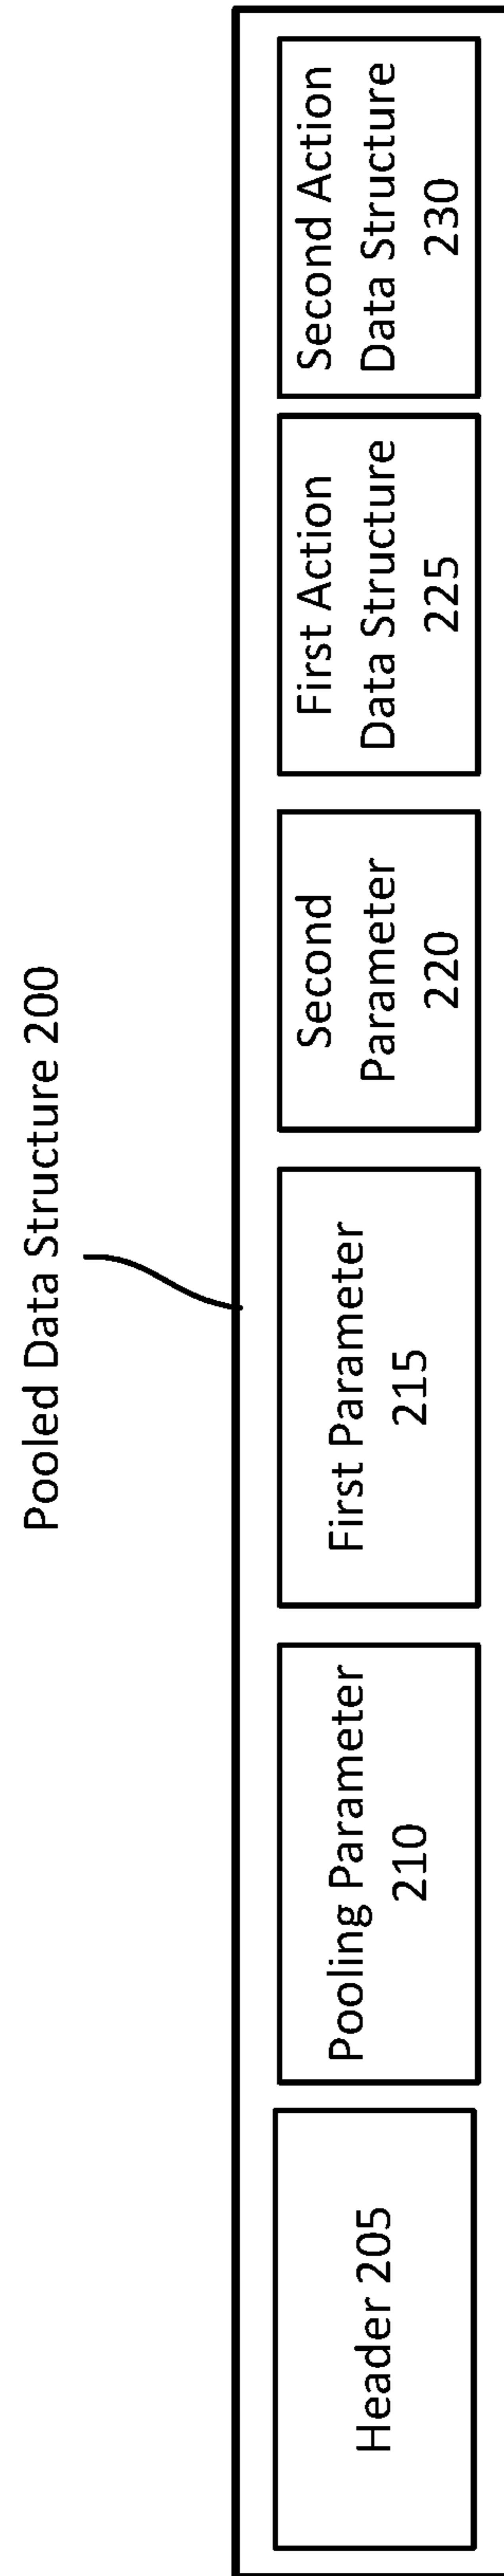 Pooled Data Structure 200
Header 205
Pooling Parameter
210
First Parameter
215
Second
Parameter
220
First Action
Data Structure
225
Second Action
Data Structure
230